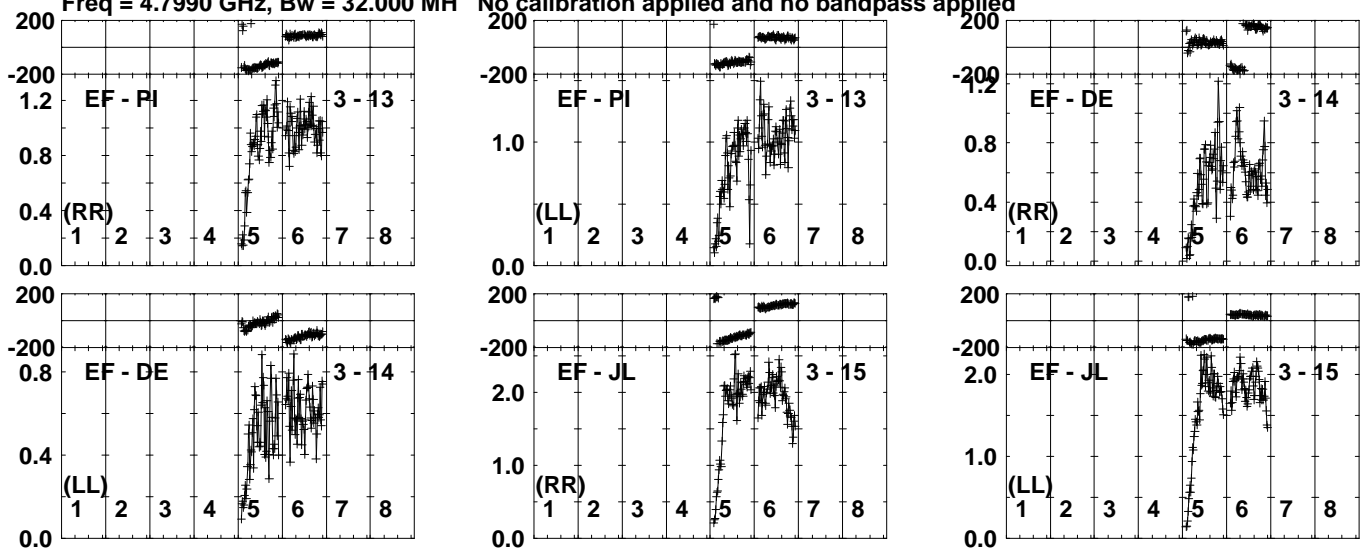 Freq = 4.7990 GHz, Bw = 32.000 MH No calibration applied and no bandpass applied
200 200 200
-200 -200 -200
1.2 EF - PI 3 - 13 EF - PI 3 - 13 1.2 EF - DE 3 - 14
0.8 1.0 0.8
0.4 0.4
(RR) (LL) (RR)
1 2 3 4 5 6 7 8 1 2 3 4 5 6 7 8 1 2 3 4 5 6 7 8
0.0 0.0 0.0
200 200 200
-200 -200 -200
0.8 EF - DE 3 - 14 EF - JL 3 - 15 2.0 EF - JL 3 - 15
2.0
0.4 1.0 1.0
(LL) (RR) (LL)
1 2 3 4 5 6 7 8 1 2 3 4 5 6 7 8 1 2 3 4 5 6 7 8
0.0 0.0 0.0